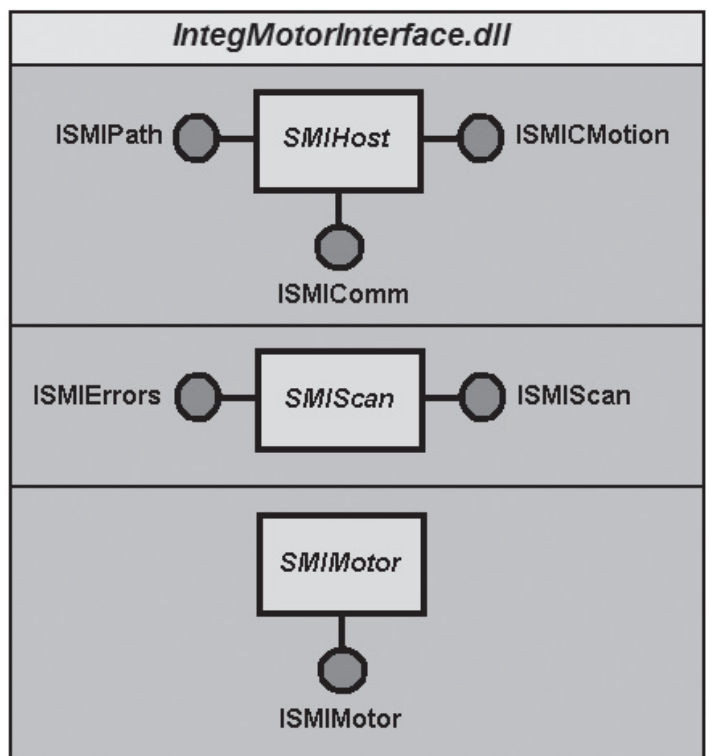 IntegMotorInterface.dll
ISMIPath
SMIHost
ISMICMotion
ISMIComm
ISMIErrors
SMIScan
ISMIScan
SMIMotor
ISMIMotor